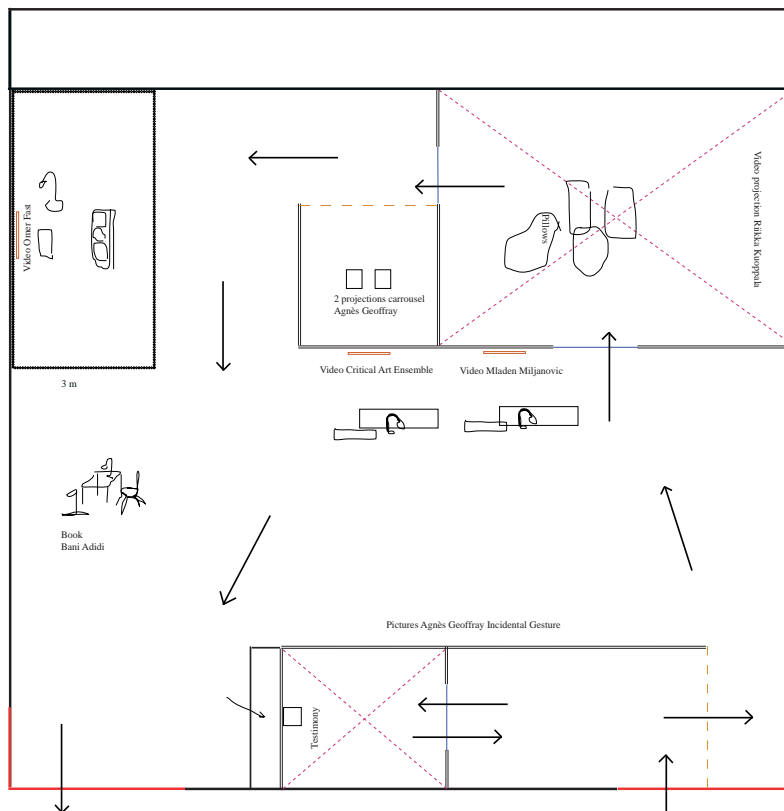 Video projection Riikka Kuoppala
Pillows
Video Omer Fast
2 projections carrousel
Agnès Geoffray
Video Critical Art Ensemble
Video Mladen Miljanovic
3 m
Book
Bani Adidi
Pictures Agnès Geoffray Incidental Gesture
Testimony